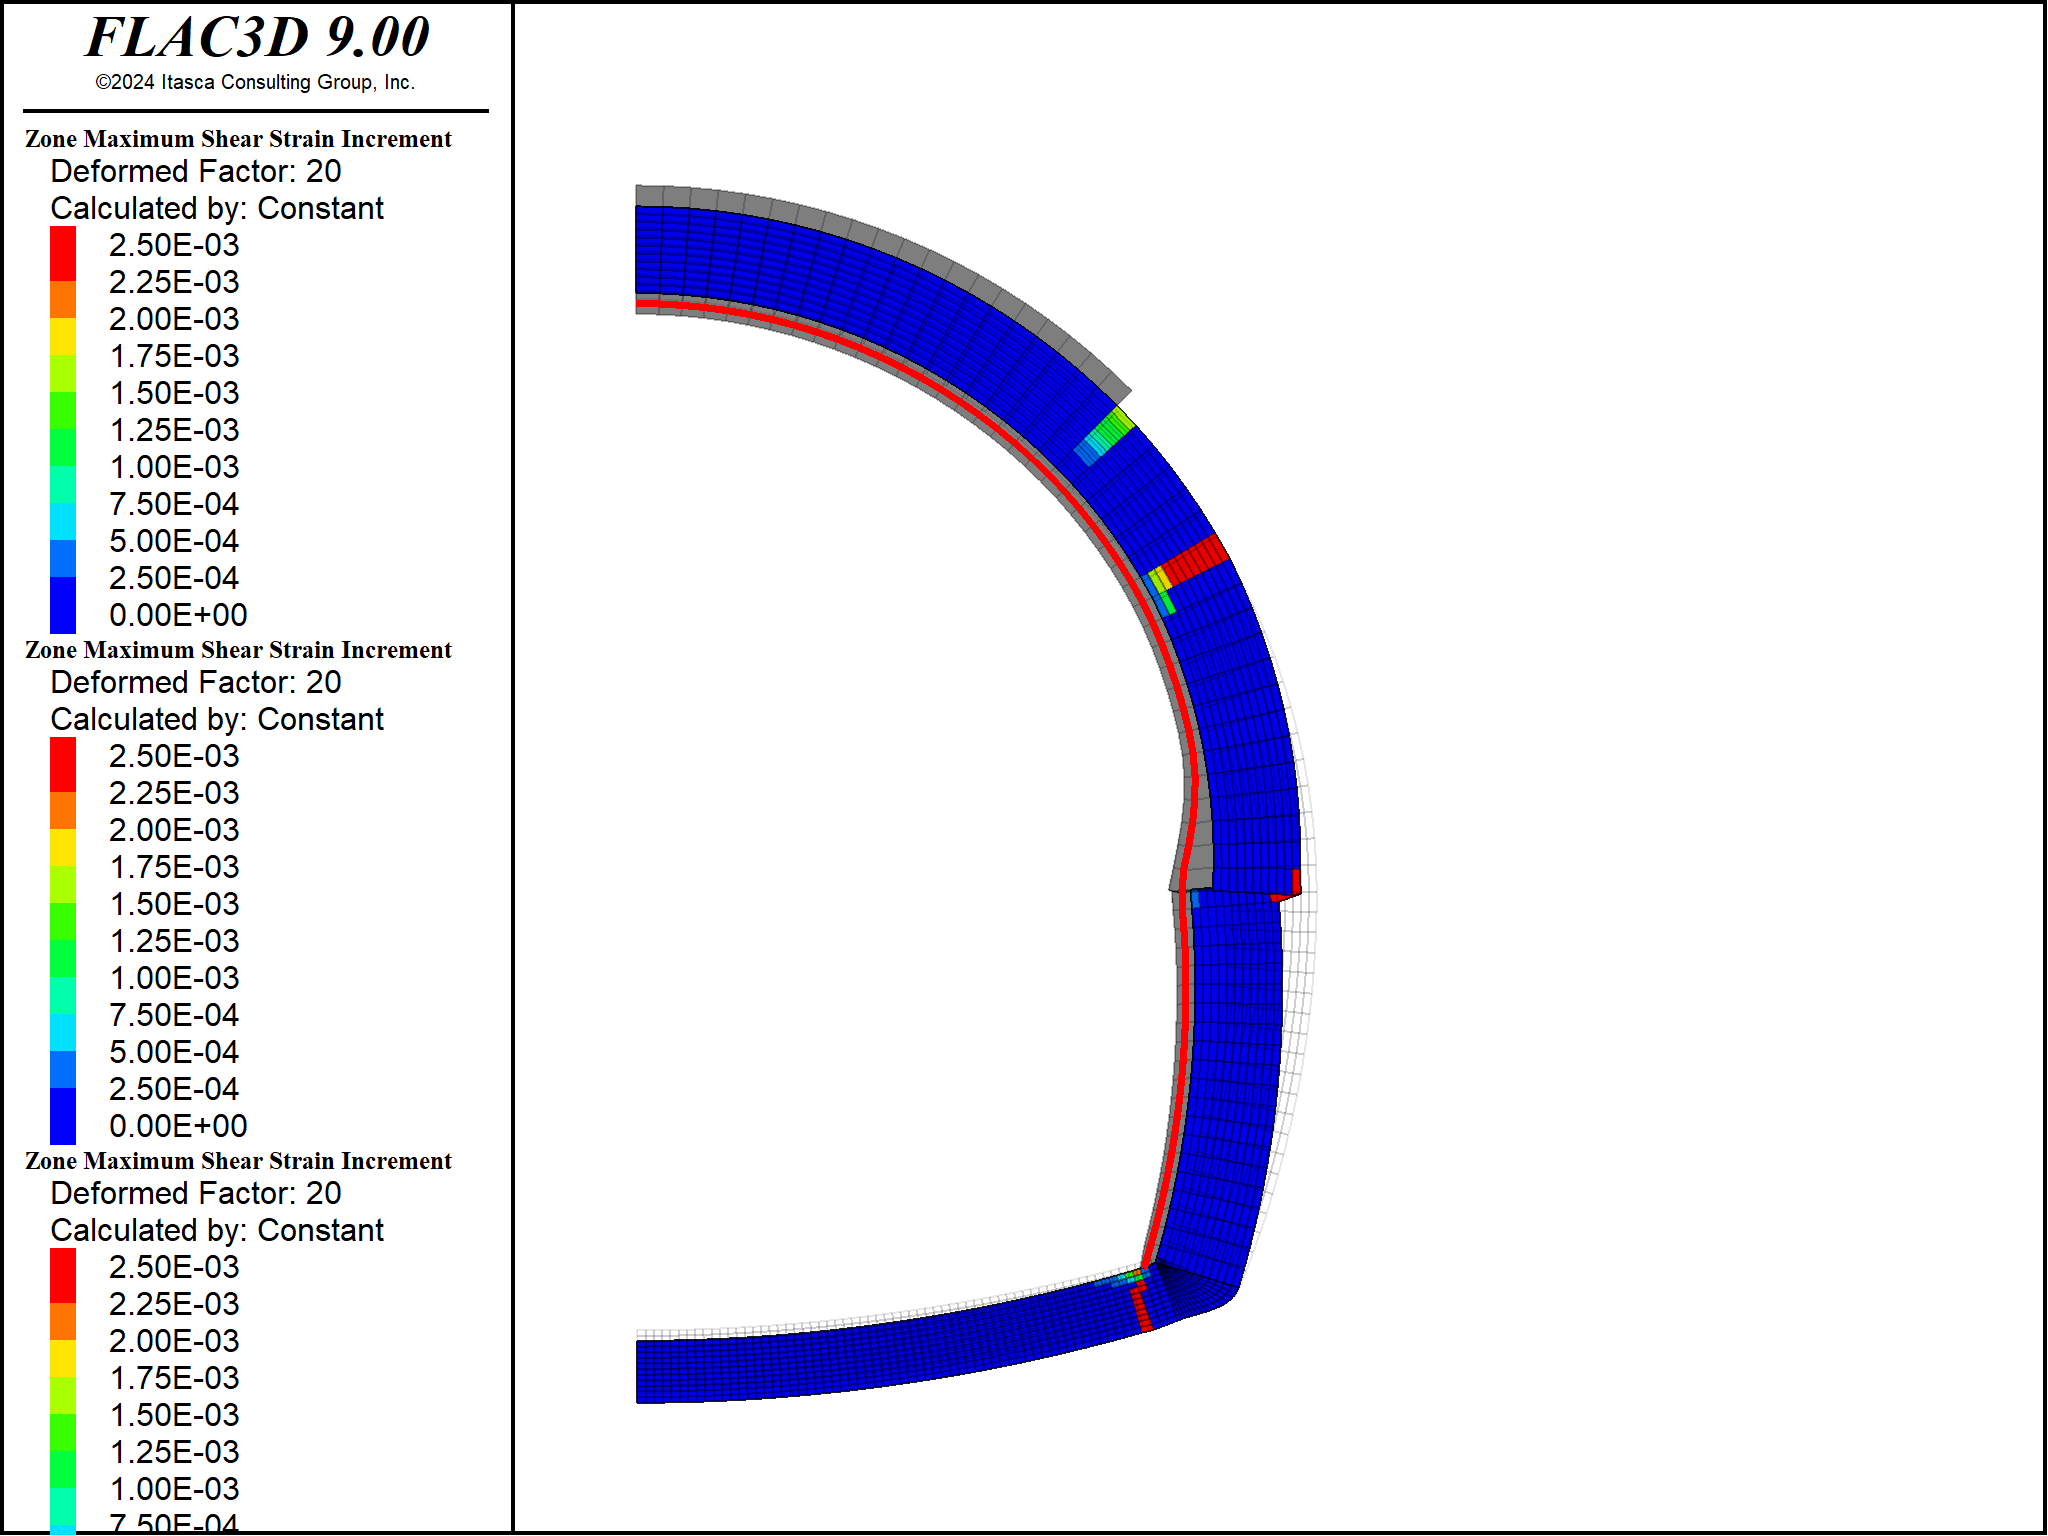 FLAC3D 9.00
©2024 Itasca Consulting Group, Inc.
Zone Maximum Shear Strain Increment
Deformed Factor: 20
Calculated by: Constant
2.50E-03
2.25E-03
2.00E-03
1.75E-03
1.50E-03
1.25E-03
1.00E-03
7.50E-04
5.00E-04
2.50E-04
0.00E+00
Zone Maximum Shear Strain Increment
Deformed Factor: 20
Calculated by: Constant
2.50E-03
2.25E-03
2.00E-03
1.75E-03
1.50E-03
1.25E-03
1.00E-03
7.50E-04
5.00E-04
2.50E-04
0.00E+00
Zone Maximum Shear Strain Increment
Deformed Factor: 20
Calculated by: Constant
2.50E-03
2.25E-03
2.00E-03
1.75E-03
1.50E-03
1.25E-03
1.00E-03
7.50E-04